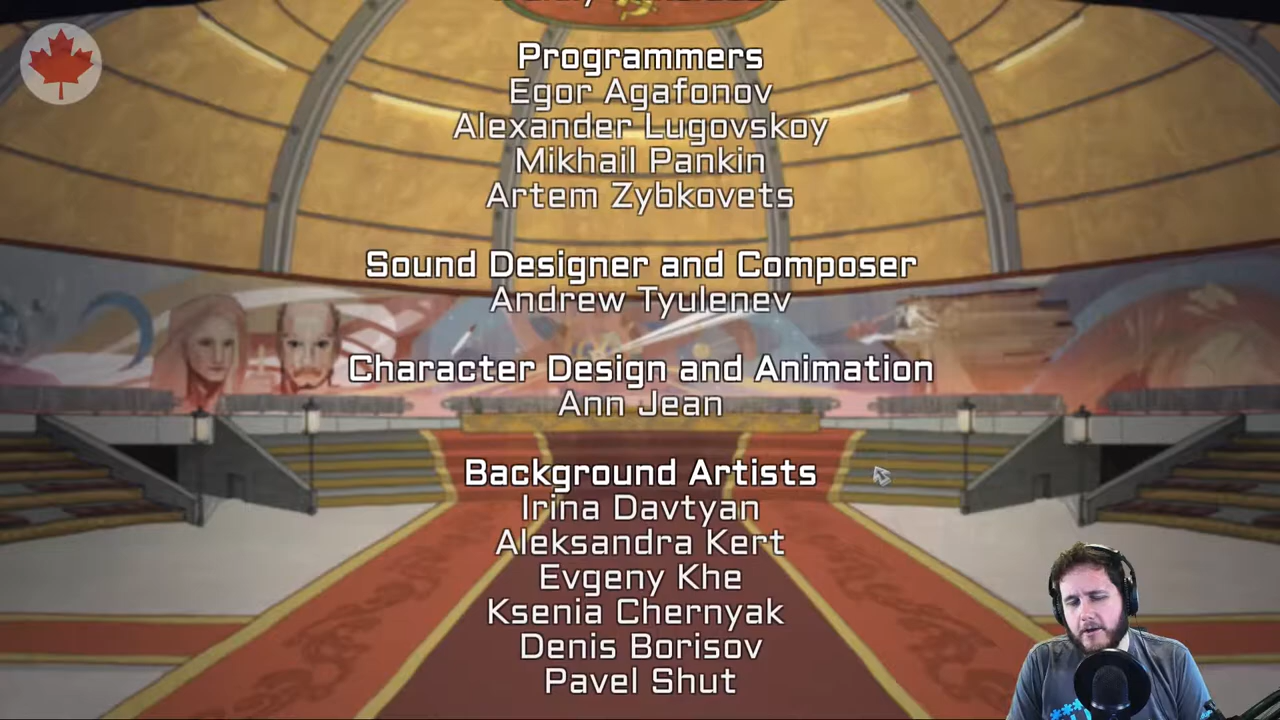 Programmers
Egor Agafonov
Alexander Lugovskoy
Mikhail Pankin
Artem Zybkovets
Sound Designer and Composer
Andrew Tyulenev
Character Design and Animation
Ann Jean
Background Artists
Irina Davtyan
Aleksandra Kert
Evgeny Khe
Ksenia Chernyak
Denis Borisov
Pavel Shut